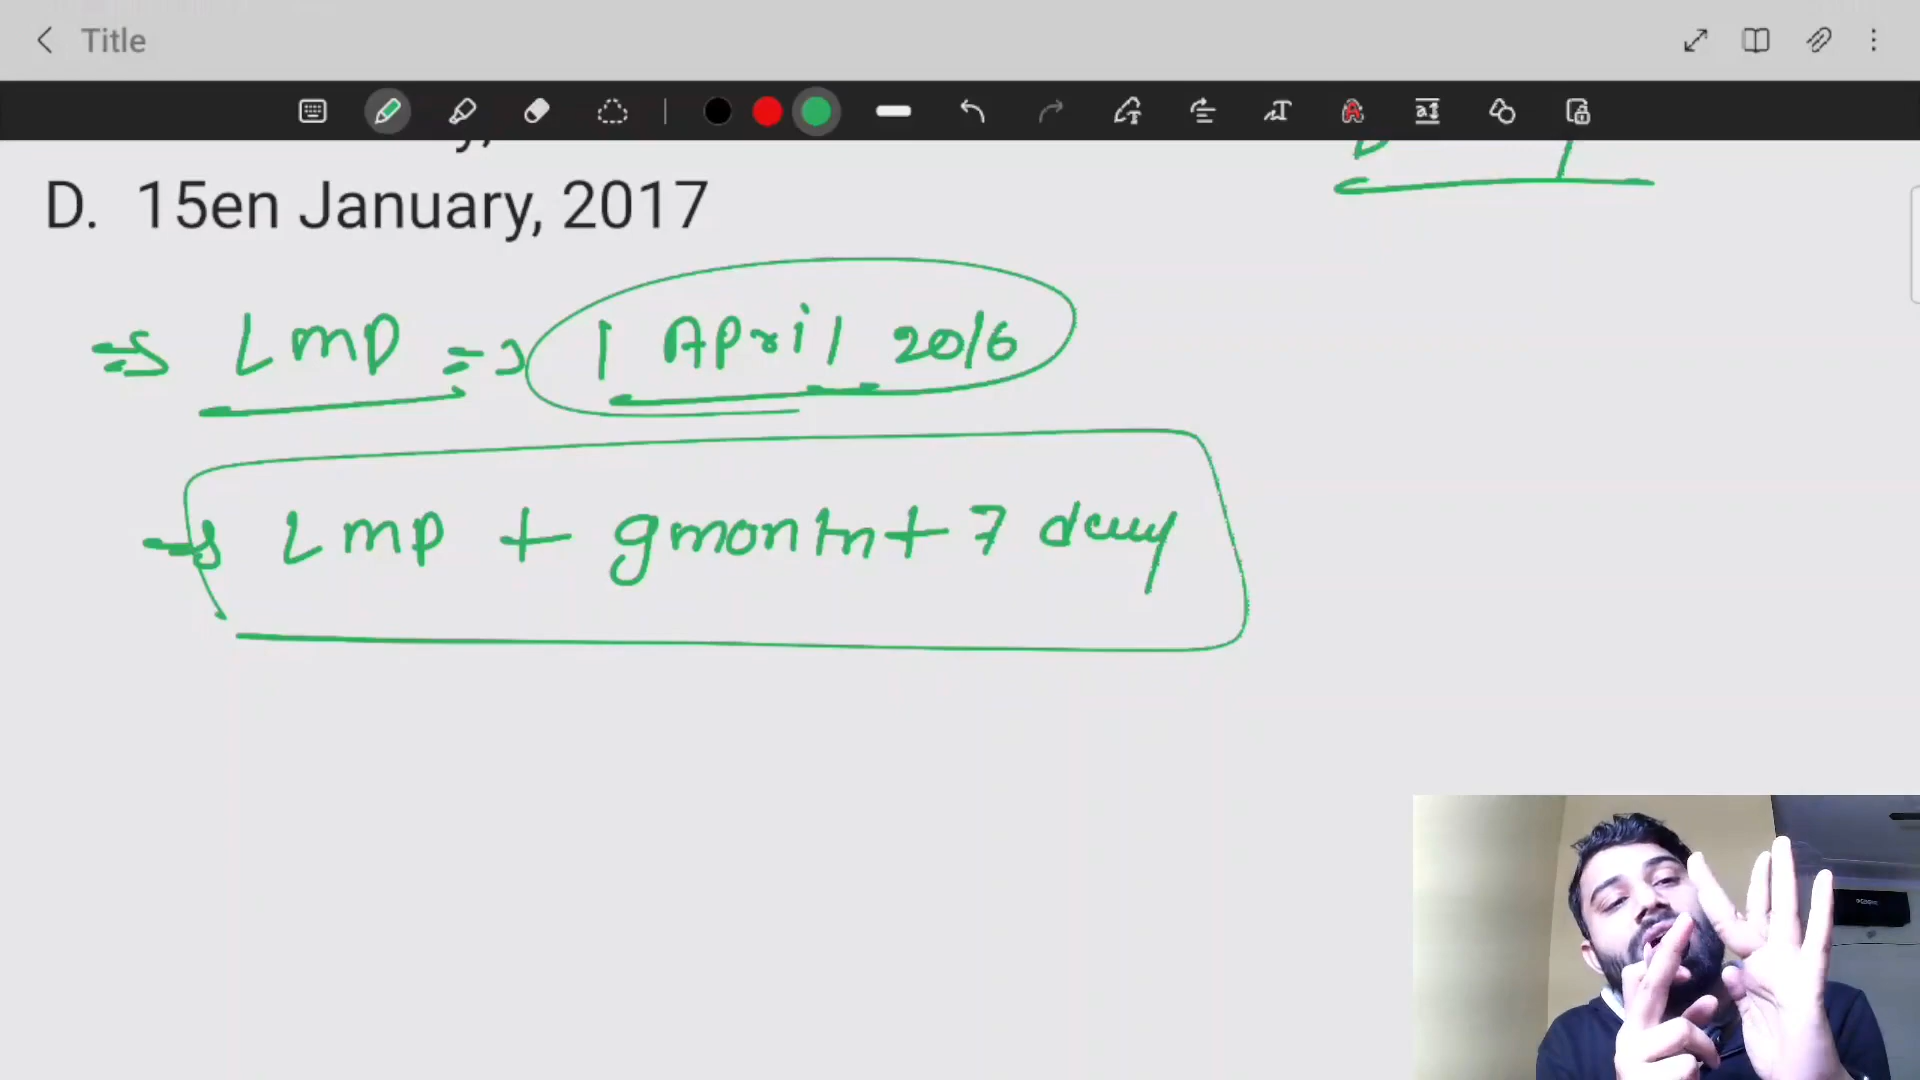 Title
D. 15en January, 2017
LMP 1 April 2016
LMP + 9month + 7 day